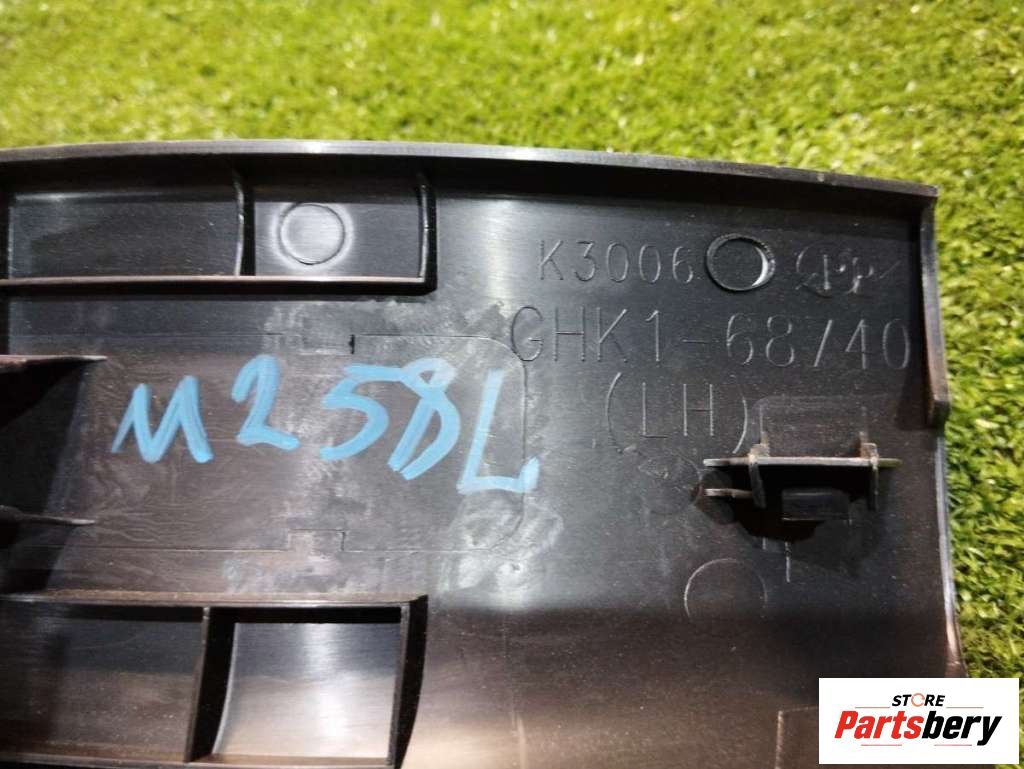 K3006
GHK1-68740
(LH)
M258L
STORE
Partsbery